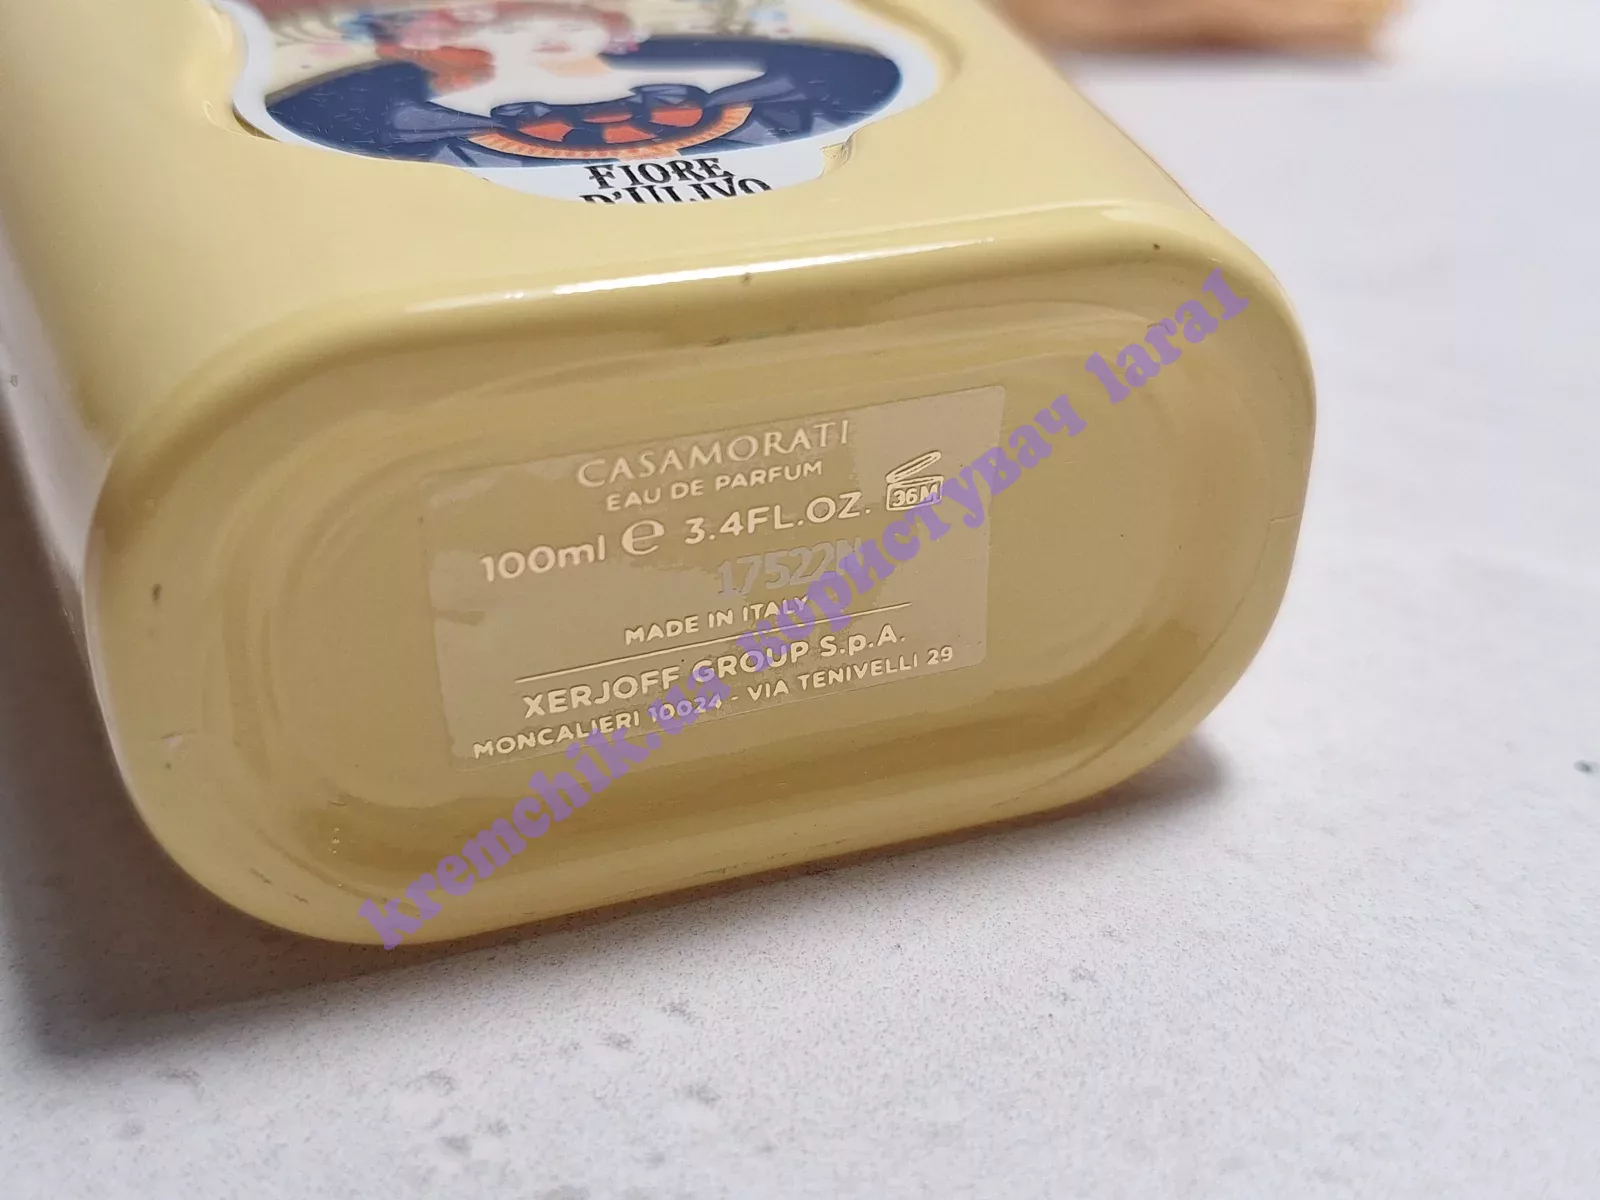 FIORE
D'ULIVO
CASAMORATI
EAU DE PARFUM
100ml e 3.4FL.OZ. 36M
17522N
MADE IN ITALY
XERJOFF GROUP S.p.A.
MONCALIERI 10024 - VIA TENIVELLI 29
kremchik.ua користувач lara1